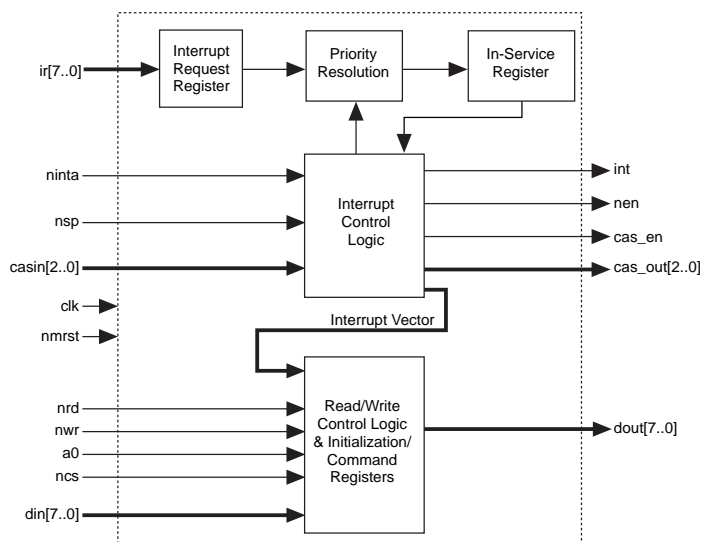 Interrupt
Request
Register
Priority
Resolution
In-Service
Register
ir[7..0]
ninta
nsp
casin[2..0]
clk
nmrst
Interrupt
Control
Logic
int
nen
cas_en
cas_out[2..0]
Interrupt Vector
nrd
nwr
a0
ncs
din[7..0]
Read/Write
Control Logic
& Initialization/
Command
Registers
dout[7..0]